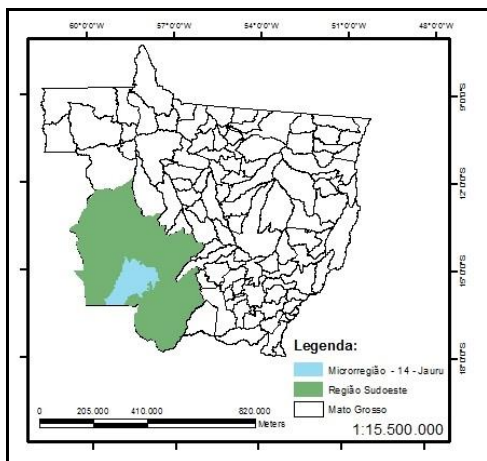 60°0'0"W 57°0'0"W 54°0'0"W 51°0'0"W 48°0'0"W
9°0'0"S
12°0'0"S
15°0'0"S
18°0'0"S
Legenda:
Microrregião - 14 - Jauru
Região Sudoeste
Mato Grosso
0 205.000 410.000 820.000
Meters
1:15.500.000